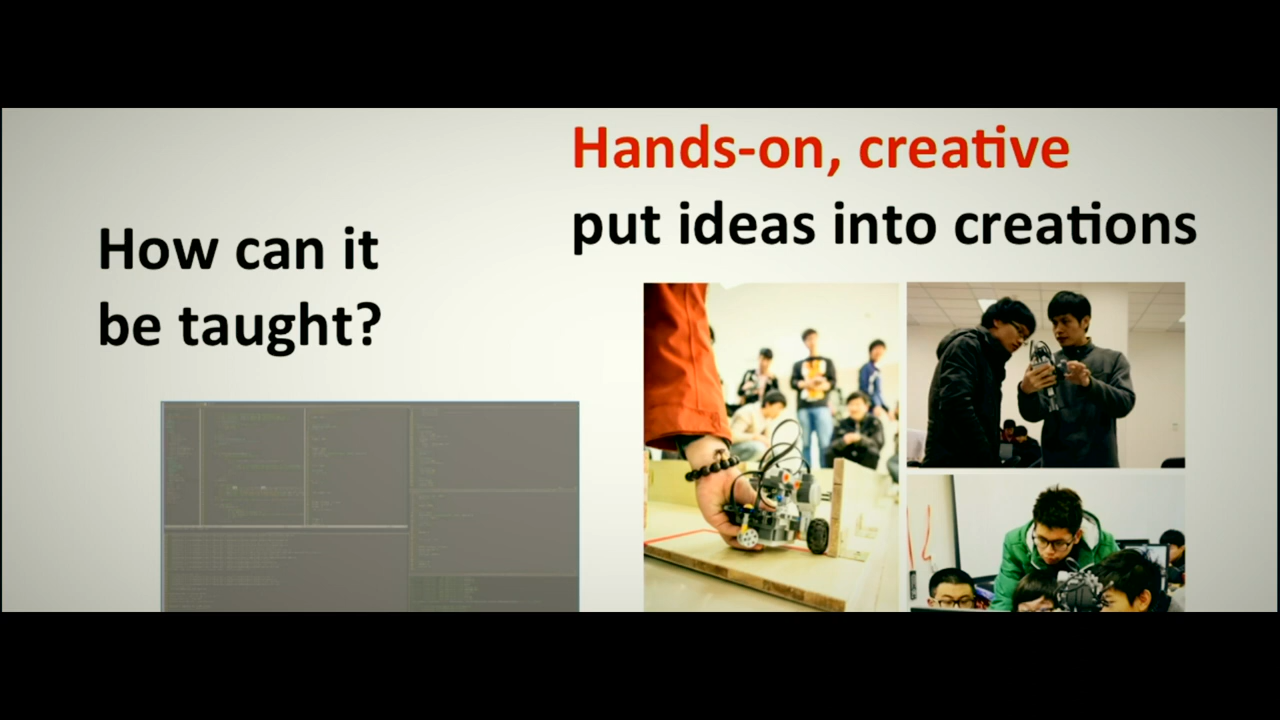 How can it
be taught?
Hands-on, creative
put ideas into creations